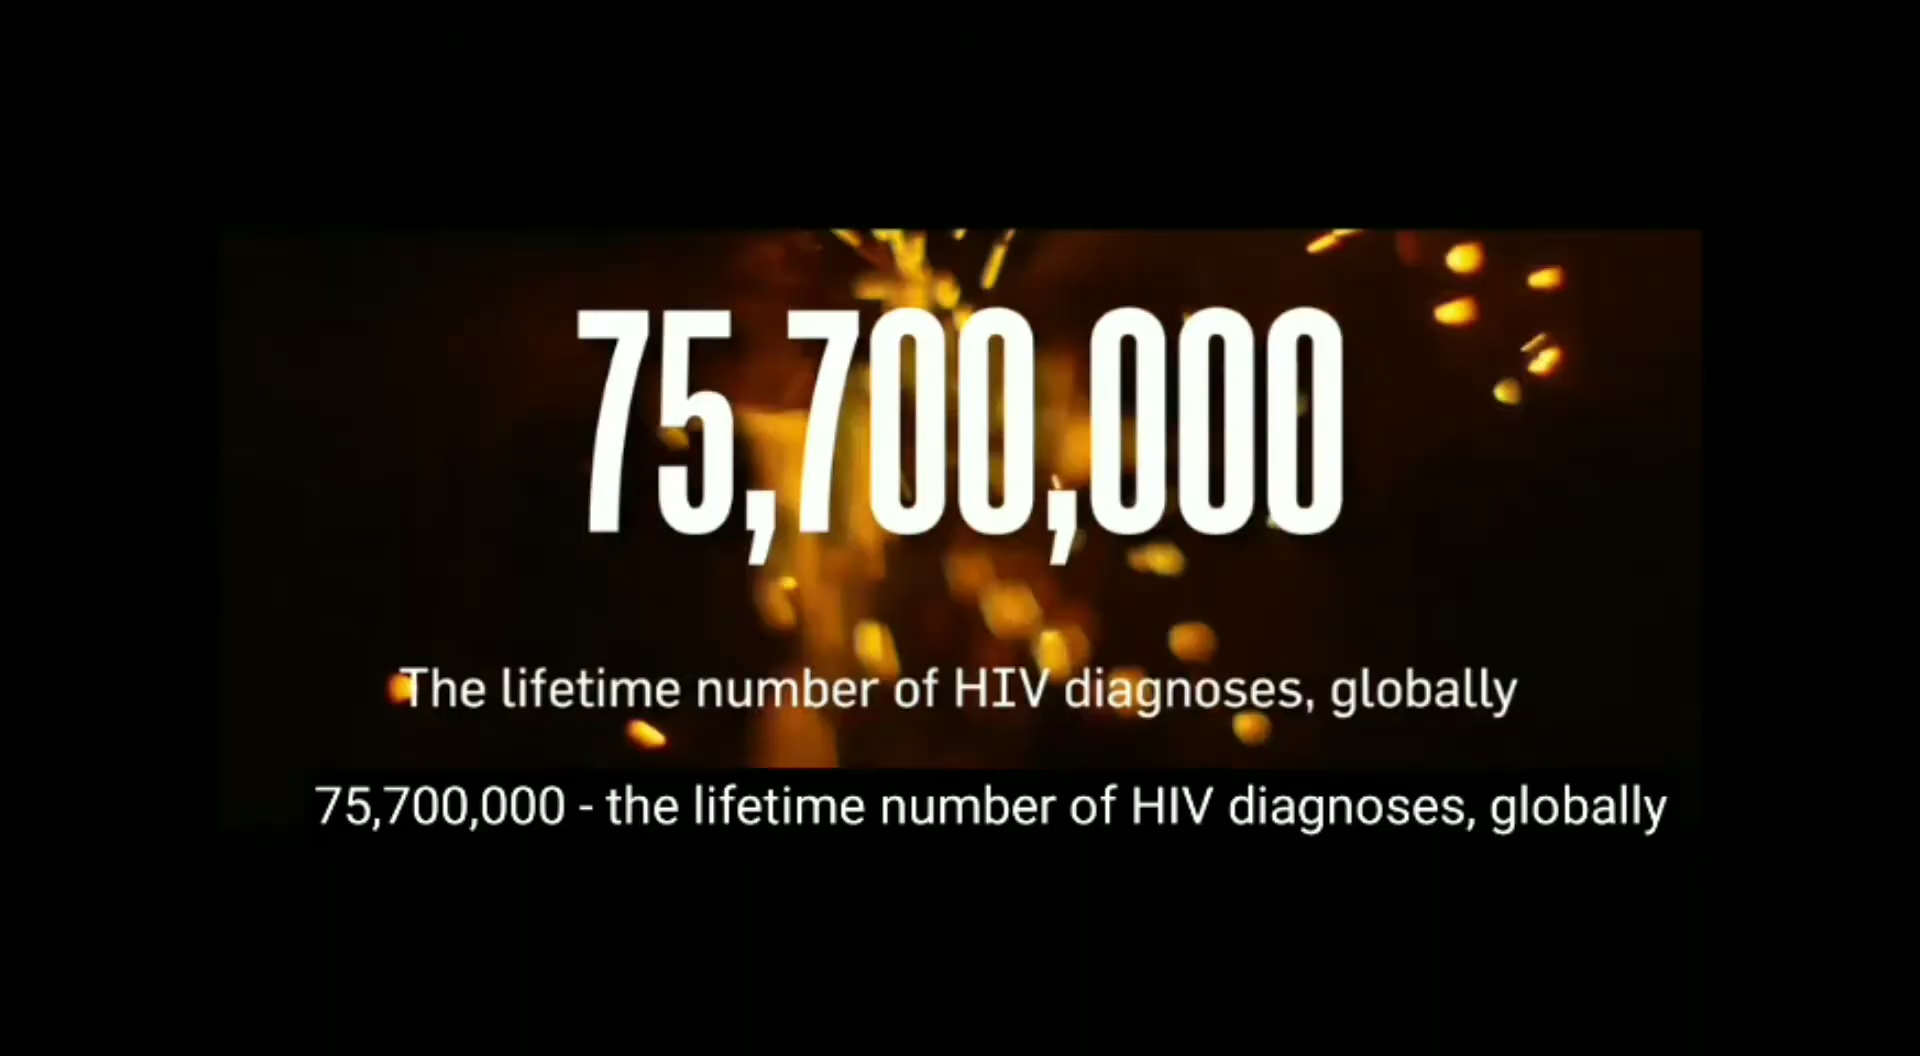 75,700,000
The lifetime number of HIV diagnoses, globally
75,700,000 - the lifetime number of HIV diagnoses, globally